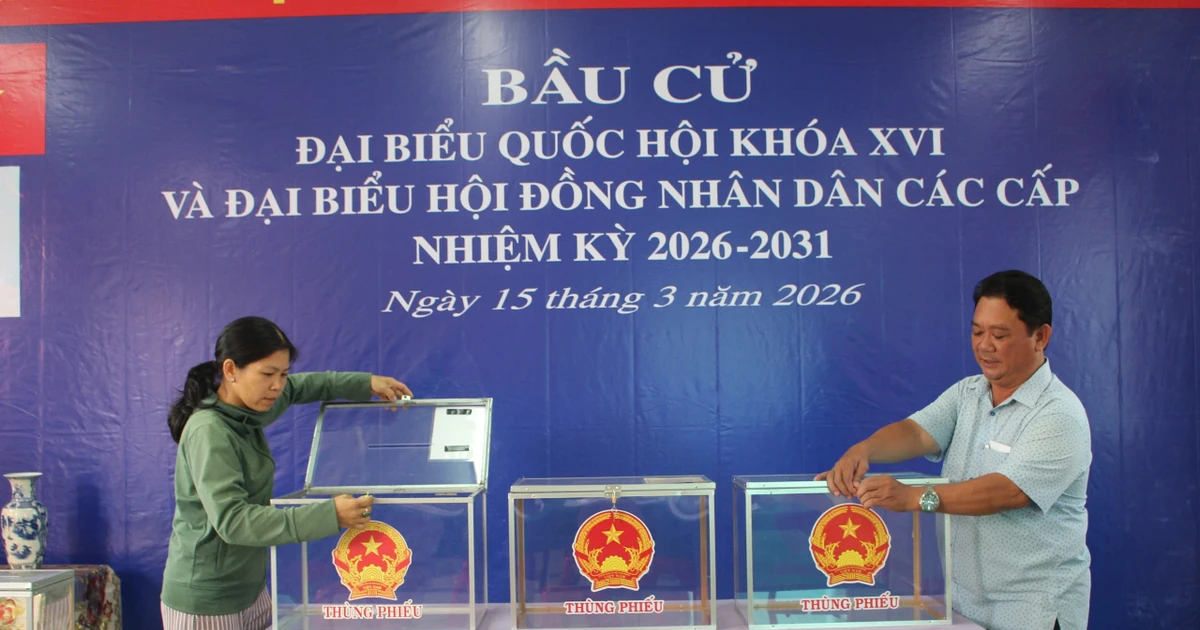 BẦU CỬ
ĐẠI BIỂU QUỐC HỘI KHÓA XVI
VÀ ĐẠI BIỂU HỘI ĐỒNG NHÂN DÂN CÁC CẤP
NHIỆM KỲ 2026-2031
Ngày 15 tháng 3 năm 2026
THÙNG PHIẾU
THÙNG PHIẾU
THÙNG PHIẾU